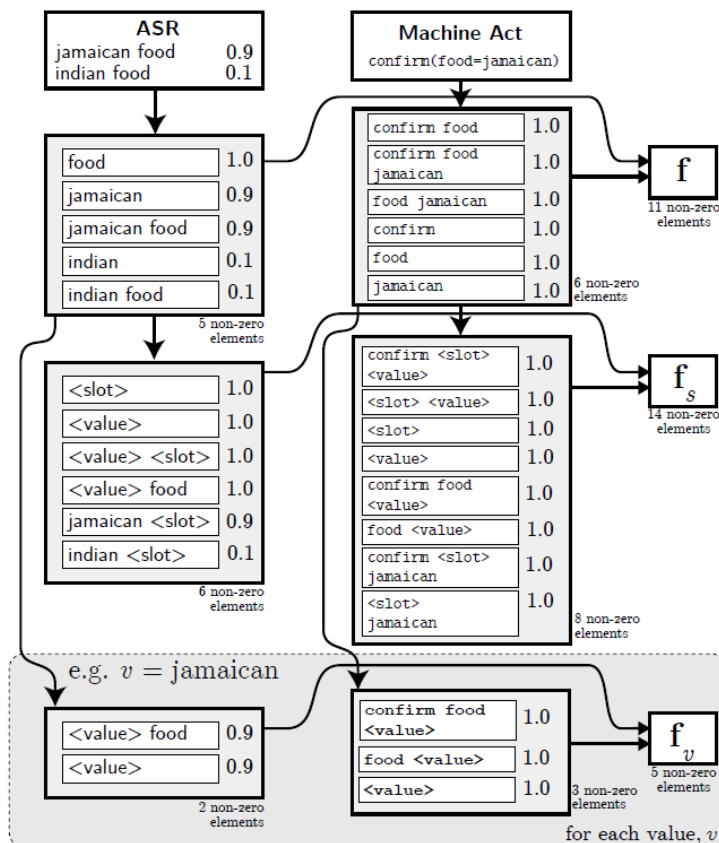 ASR
jamaican food 0.9
indian food 0.1
Machine Act
confirm(food=jamaican)
food 1.0
jamaican 0.9
jamaican food 0.9
indian 0.1
indian food 0.1
5 non-zero
elements
confirm food 1.0
confirm food
jamaican 1.0
food jamaican 1.0
confirm 1.0
food 1.0
jamaican 1.0
6 non-zero
elements
f
11 non-zero
elements
<slot> 1.0
<value> 1.0
<value> <slot> 1.0
<value> food 1.0
jamaican <slot> 0.9
indian <slot> 0.1
6 non-zero
elements
confirm <slot>
<value> 1.0
<slot> <value> 1.0
<slot> 1.0
<value> 1.0
confirm food
<value> 1.0
food <value> 1.0
confirm <slot>
jamaican 1.0
<slot>
jamaican 1.0
8 non-zero
elements
f_s
14 non-zero
elements
e.g. v = jamaican
<value> food 0.9
<value> 0.9
2 non-zero
elements
confirm food
<value> 1.0
food <value> 1.0
<value> 1.0
3 non-zero
elements
f_v
5 non-zero
elements
for each value, v